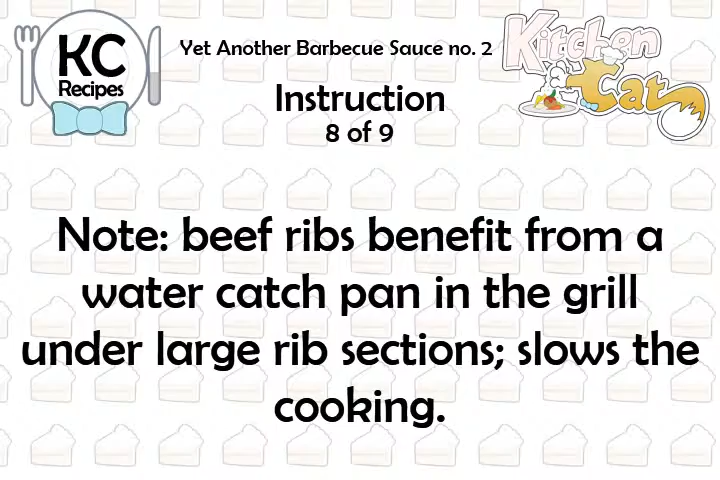 KC
Recipes
Yet Another Barbecue Sauce no. 2
Kitchen
Cat
Instruction
8 of 9
Note: beef ribs benefit from a
water catch pan in the grill
under large rib sections; slows the
cooking.